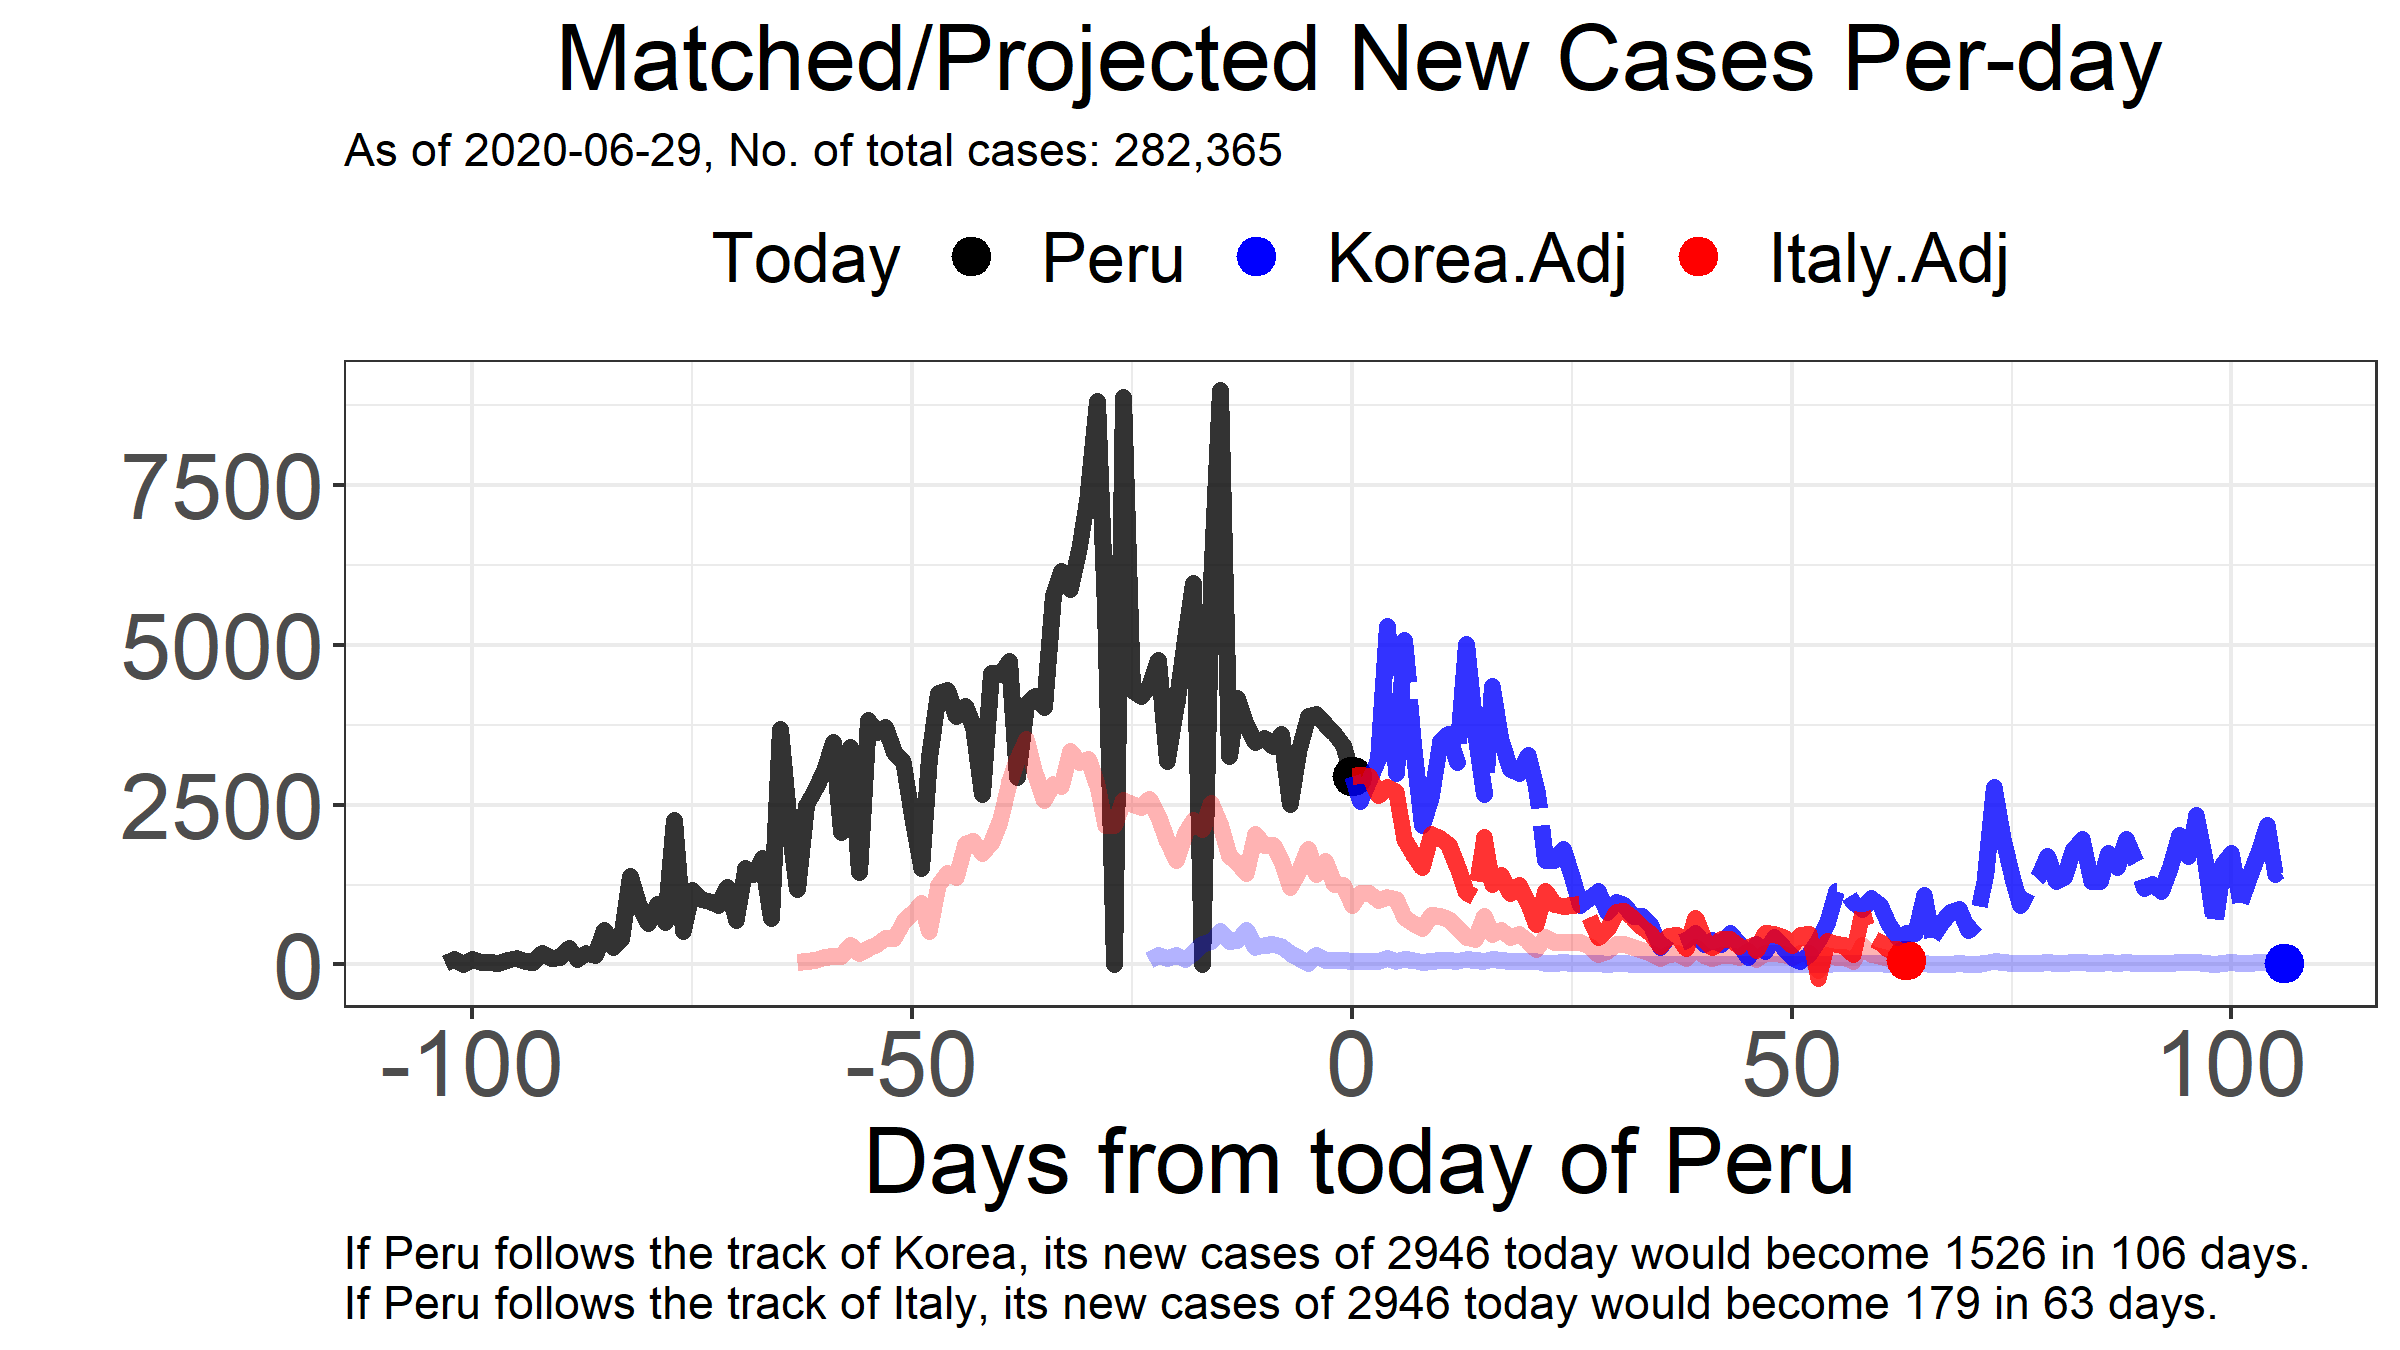 Matched/Projected New Cases Per-day
As of 2020-06-29, No. of total cases: 282,365
Today Peru Korea.Adj Italy.Adj
7500
5000
2500
0
-100 -50 0 50 100
Days from today of Peru
If Peru follows the track of Korea, its new cases of 2946 today would become 1526 in 106 days.
If Peru follows the track of Italy, its new cases of 2946 today would become 179 in 63 days.